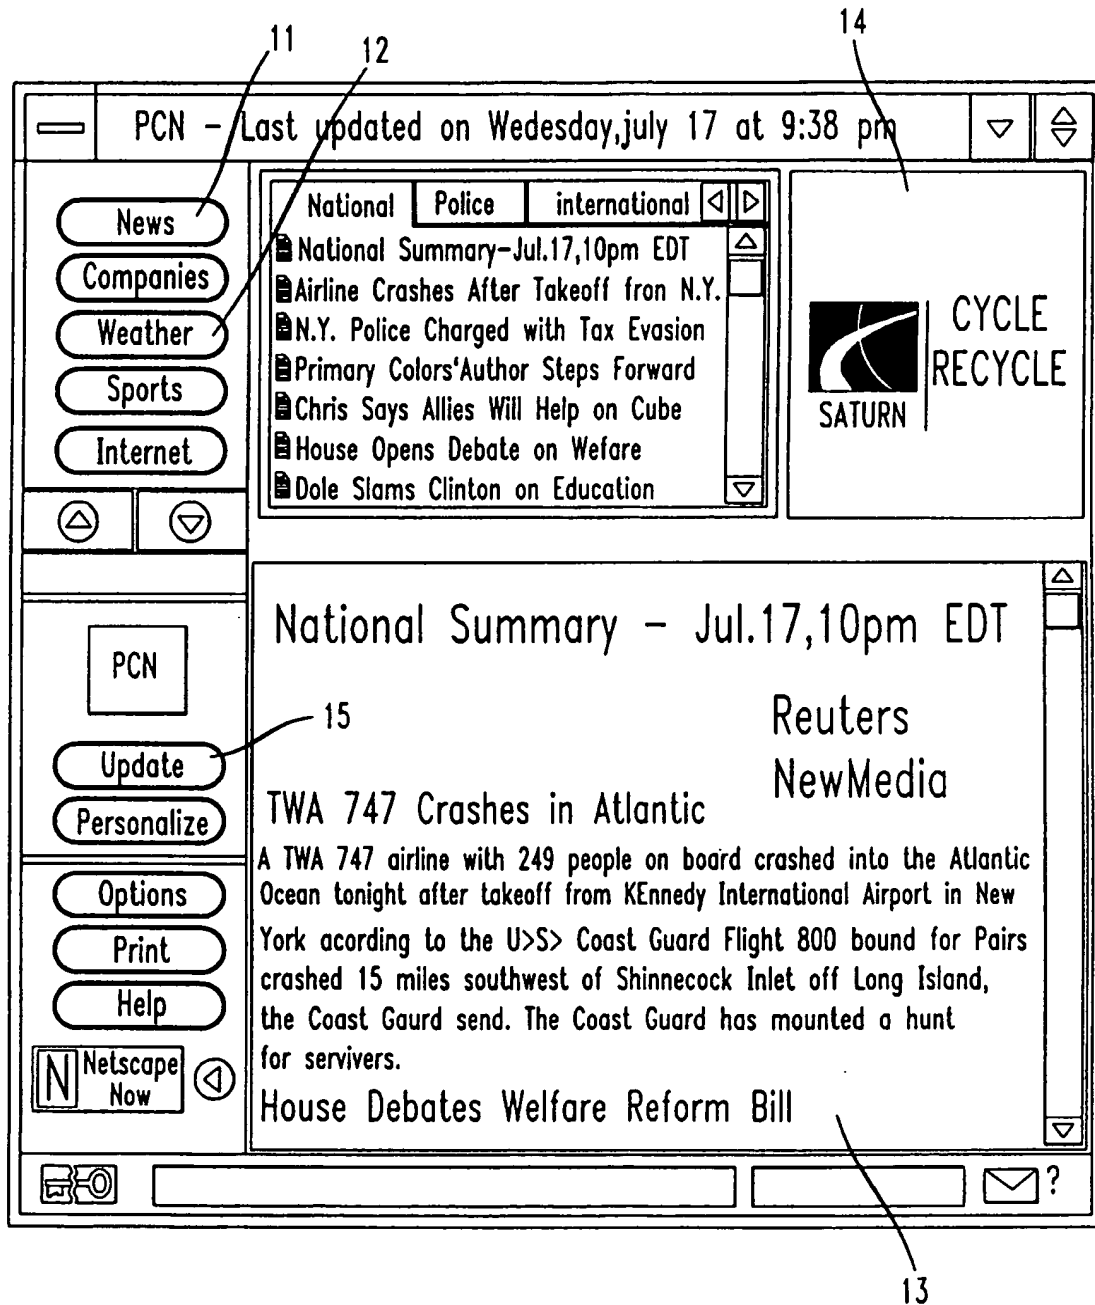 11
12
14
PCN - Last updated on Wedesday,july 17 at 9:38 pm
News
Companies
Weather
Sports
Internet
National Police international
National Summary-Jul.17,10pm EDT
Airline Crashes After Takeoff fron N.Y.
N.Y. Police Charged with Tax Evasion
Primary Colors'Author Steps Forward
Chris Says Allies Will Help on Cube
House Opens Debate on Wefare
Dole Slams Clinton on Education
SATURN
CYCLE
RECYCLE
PCN
15
Update
Personalize
Options
Print
Help
N Netscape
Now
National Summary - Jul.17,10pm EDT
Reuters
NewMedia
TWA 747 Crashes in Atlantic
A TWA 747 airline with 249 people on board crashed into the Atlantic
Ocean tonight after takeoff from KEnnedy International Airport in New
York acording to the U>S> Coast Guard Flight 800 bound for Pairs
crashed 15 miles southwest of Shinnecock Inlet off Long Island,
the Coast Gaurd send. The Coast Guard has mounted a hunt
for servivers.
House Debates Welfare Reform Bill
?
13